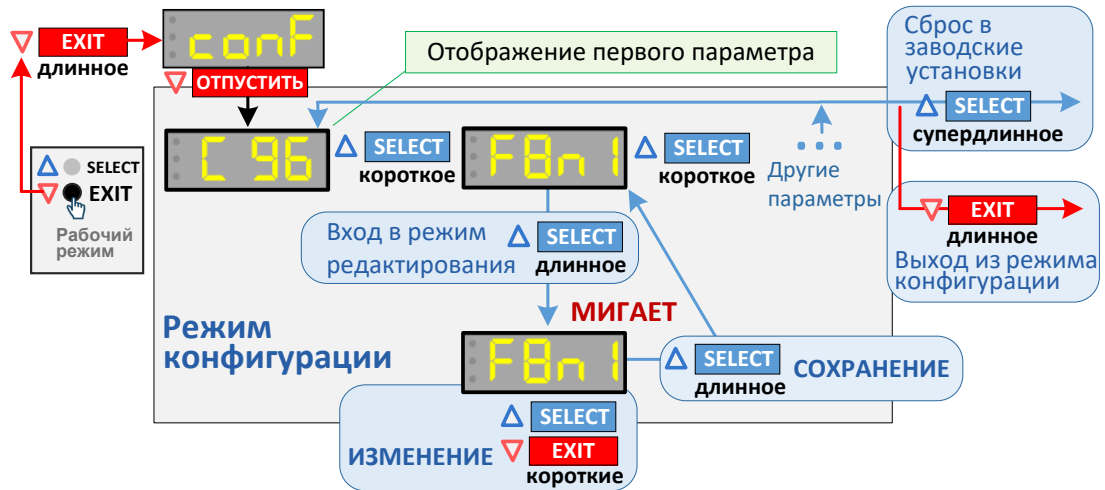 EXIT
длинное
conF
ОТПУСТИТЬ
Отображение первого параметра
Сброс в
заводские
установки
SELECT
супердлинное
C 96
SELECT
короткое
F8n1
SELECT
короткое
Другие
параметры
SELECT
EXIT
Рабочий
режим
EXIT
длинное
Выход из режима
конфигурации
Вход в режим
редактирования
SELECT
длинное
МИГАЕТ
Режим
конфигурации
F8n1
SELECT
длинное
СОХРАНЕНИЕ
ИЗМЕНЕНИЕ
SELECT
EXIT
короткие